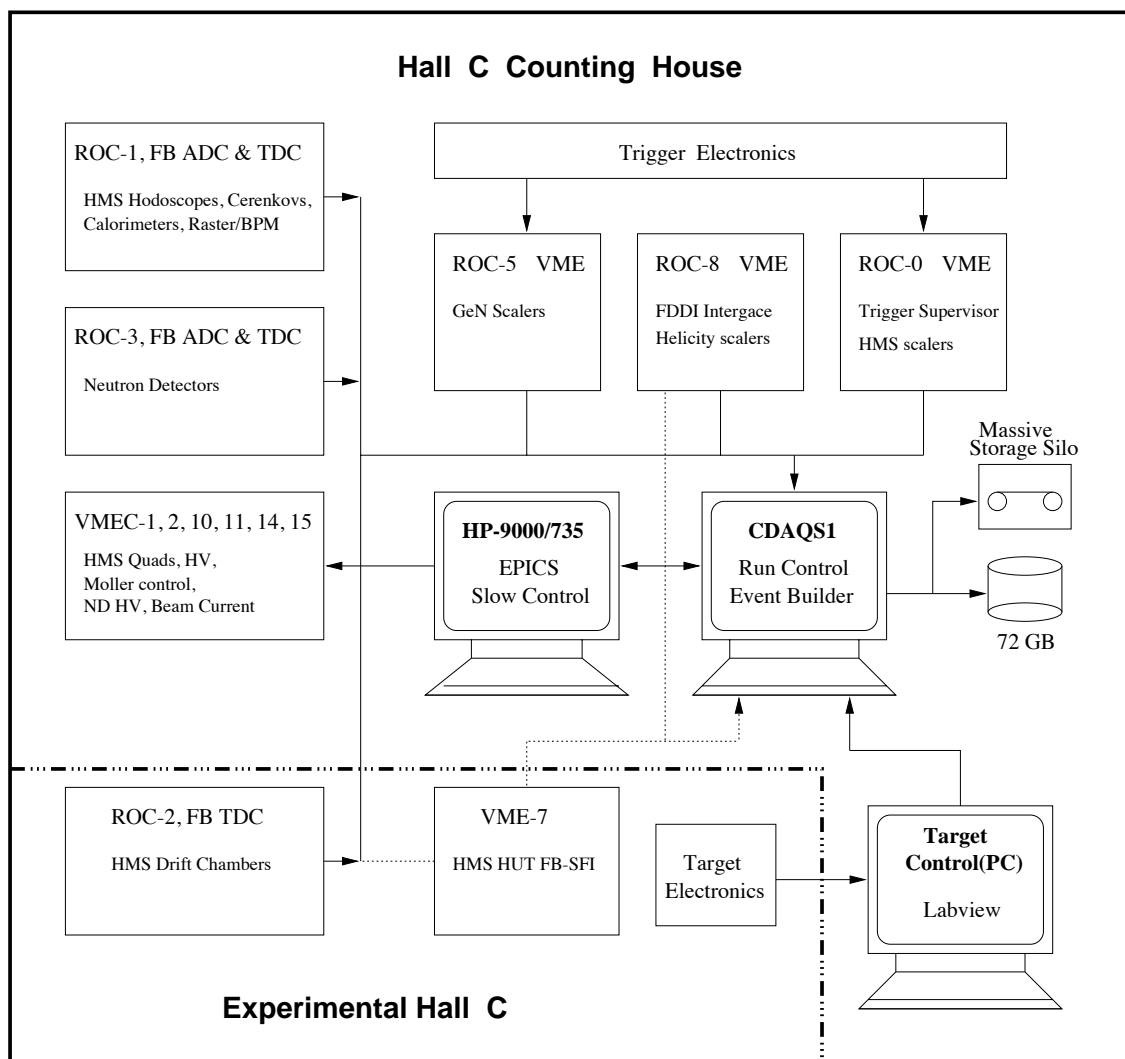 Hall C Counting House
ROC-1, FB ADC & TDC
HMS Hodoscopes, Cerenkovs,
Calorimeters, Raster/BPM
Trigger Electronics
ROC-5 VME
GeN Scalers
ROC-8 VME
FDDI Intergace
Helicity scalers
ROC-0 VME
Trigger Supervisor
HMS scalers
ROC-3, FB ADC & TDC
Neutron Detectors
Massive
Storage Silo
VMEC-1, 2, 10, 11, 14, 15
HMS Quads, HV,
Moller control,
ND HV, Beam Current
HP-9000/735
EPICS
Slow Control
CDAQS1
Run Control
Event Builder
72 GB
ROC-2, FB TDC
HMS Drift Chambers
VME-7
HMS HUT FB-SFI
Target
Electronics
Target
Control(PC)
Labview
Experimental Hall C